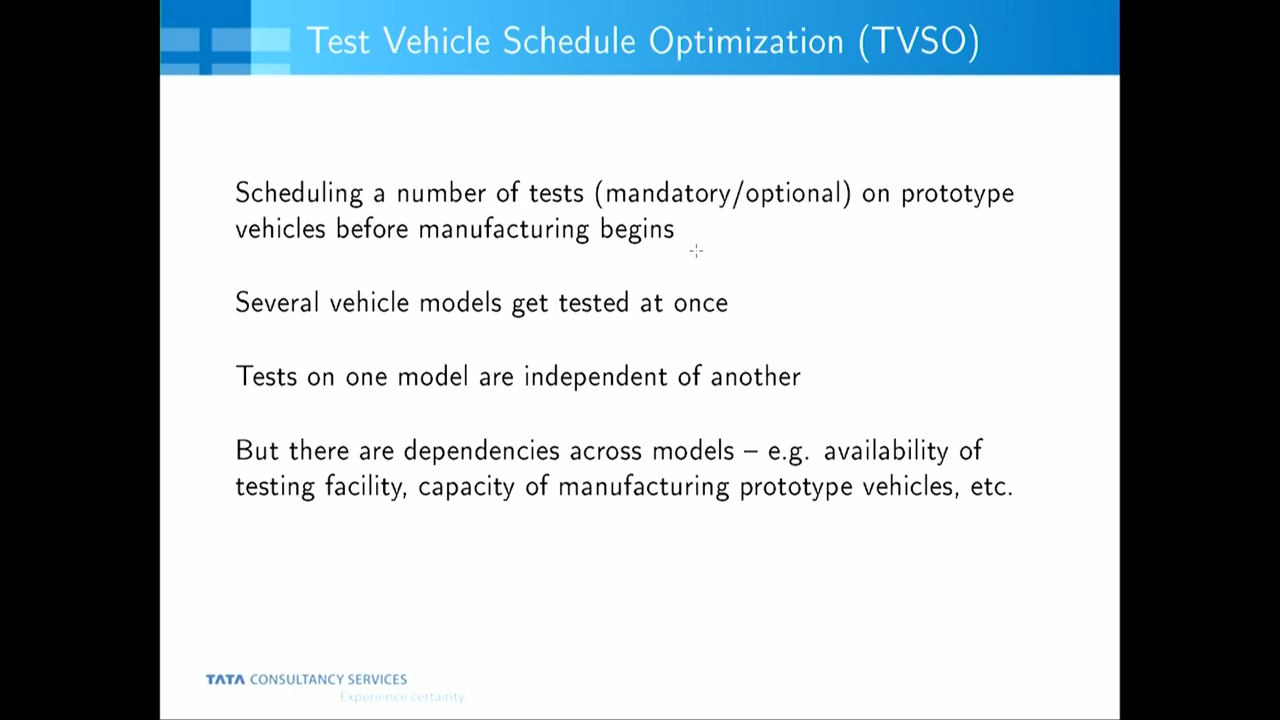 Test Vehicle Schedule Optimization (TVSO)
Scheduling a number of tests (mandatory/optional) on prototype
vehicles before manufacturing begins
Several vehicle models get tested at once
Tests on one model are independent of another
But there are dependencies across models – e.g. availability of
testing facility, capacity of manufacturing prototype vehicles, etc.
TATA CONSULTANCY SERVICES
Experience certainty